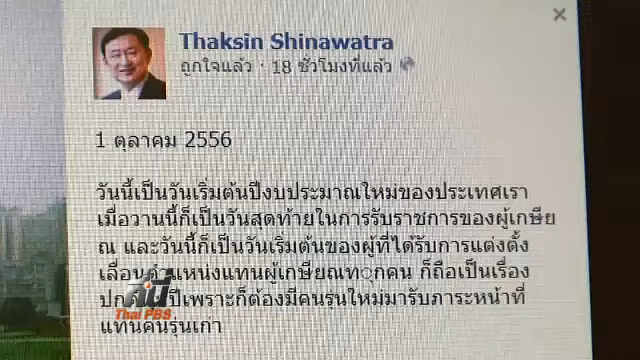 Thaksin Shinawatra
ถูกใจแล้ว · 18 ชั่วโมงที่แล้ว
1 ตุลาคม 2556
วันนี้เป็นวันเริ่มต้นปีงบประมาณใหม่ของประเทศเรา
เมื่อวานนี้ก็เป็นวันสุดท้ายในการรับราชการของผู้เกษีย
ณ และวันนี้ก็เป็นวันเริ่มต้นของผู้ที่ได้รับการแต่งตั้ง
เลื่อนตำแหน่งแทนผู้เกษียณทุกคน ก็ถือเป็นเรื่อง
ปีเพราะก็ต้องมีคนรุ่นใหม่มารับภาระหน้าที่
แทนคนรุ่นเก่า
Thai PBS